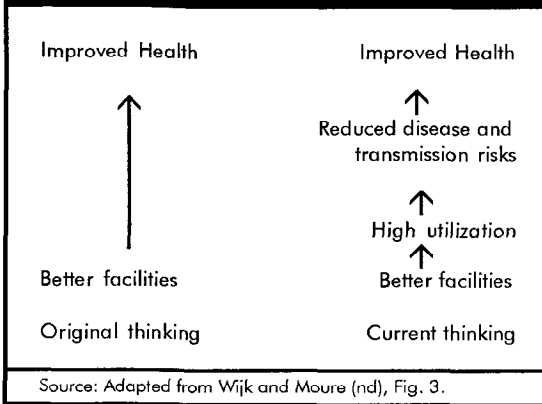 Improved Health
Better facilities
Original thinking
Improved Health
Reduced disease and
transmission risks
High utilization
Better facilities
Current thinking
Source: Adapted from Wijk and Moure (nd), Fig. 3.